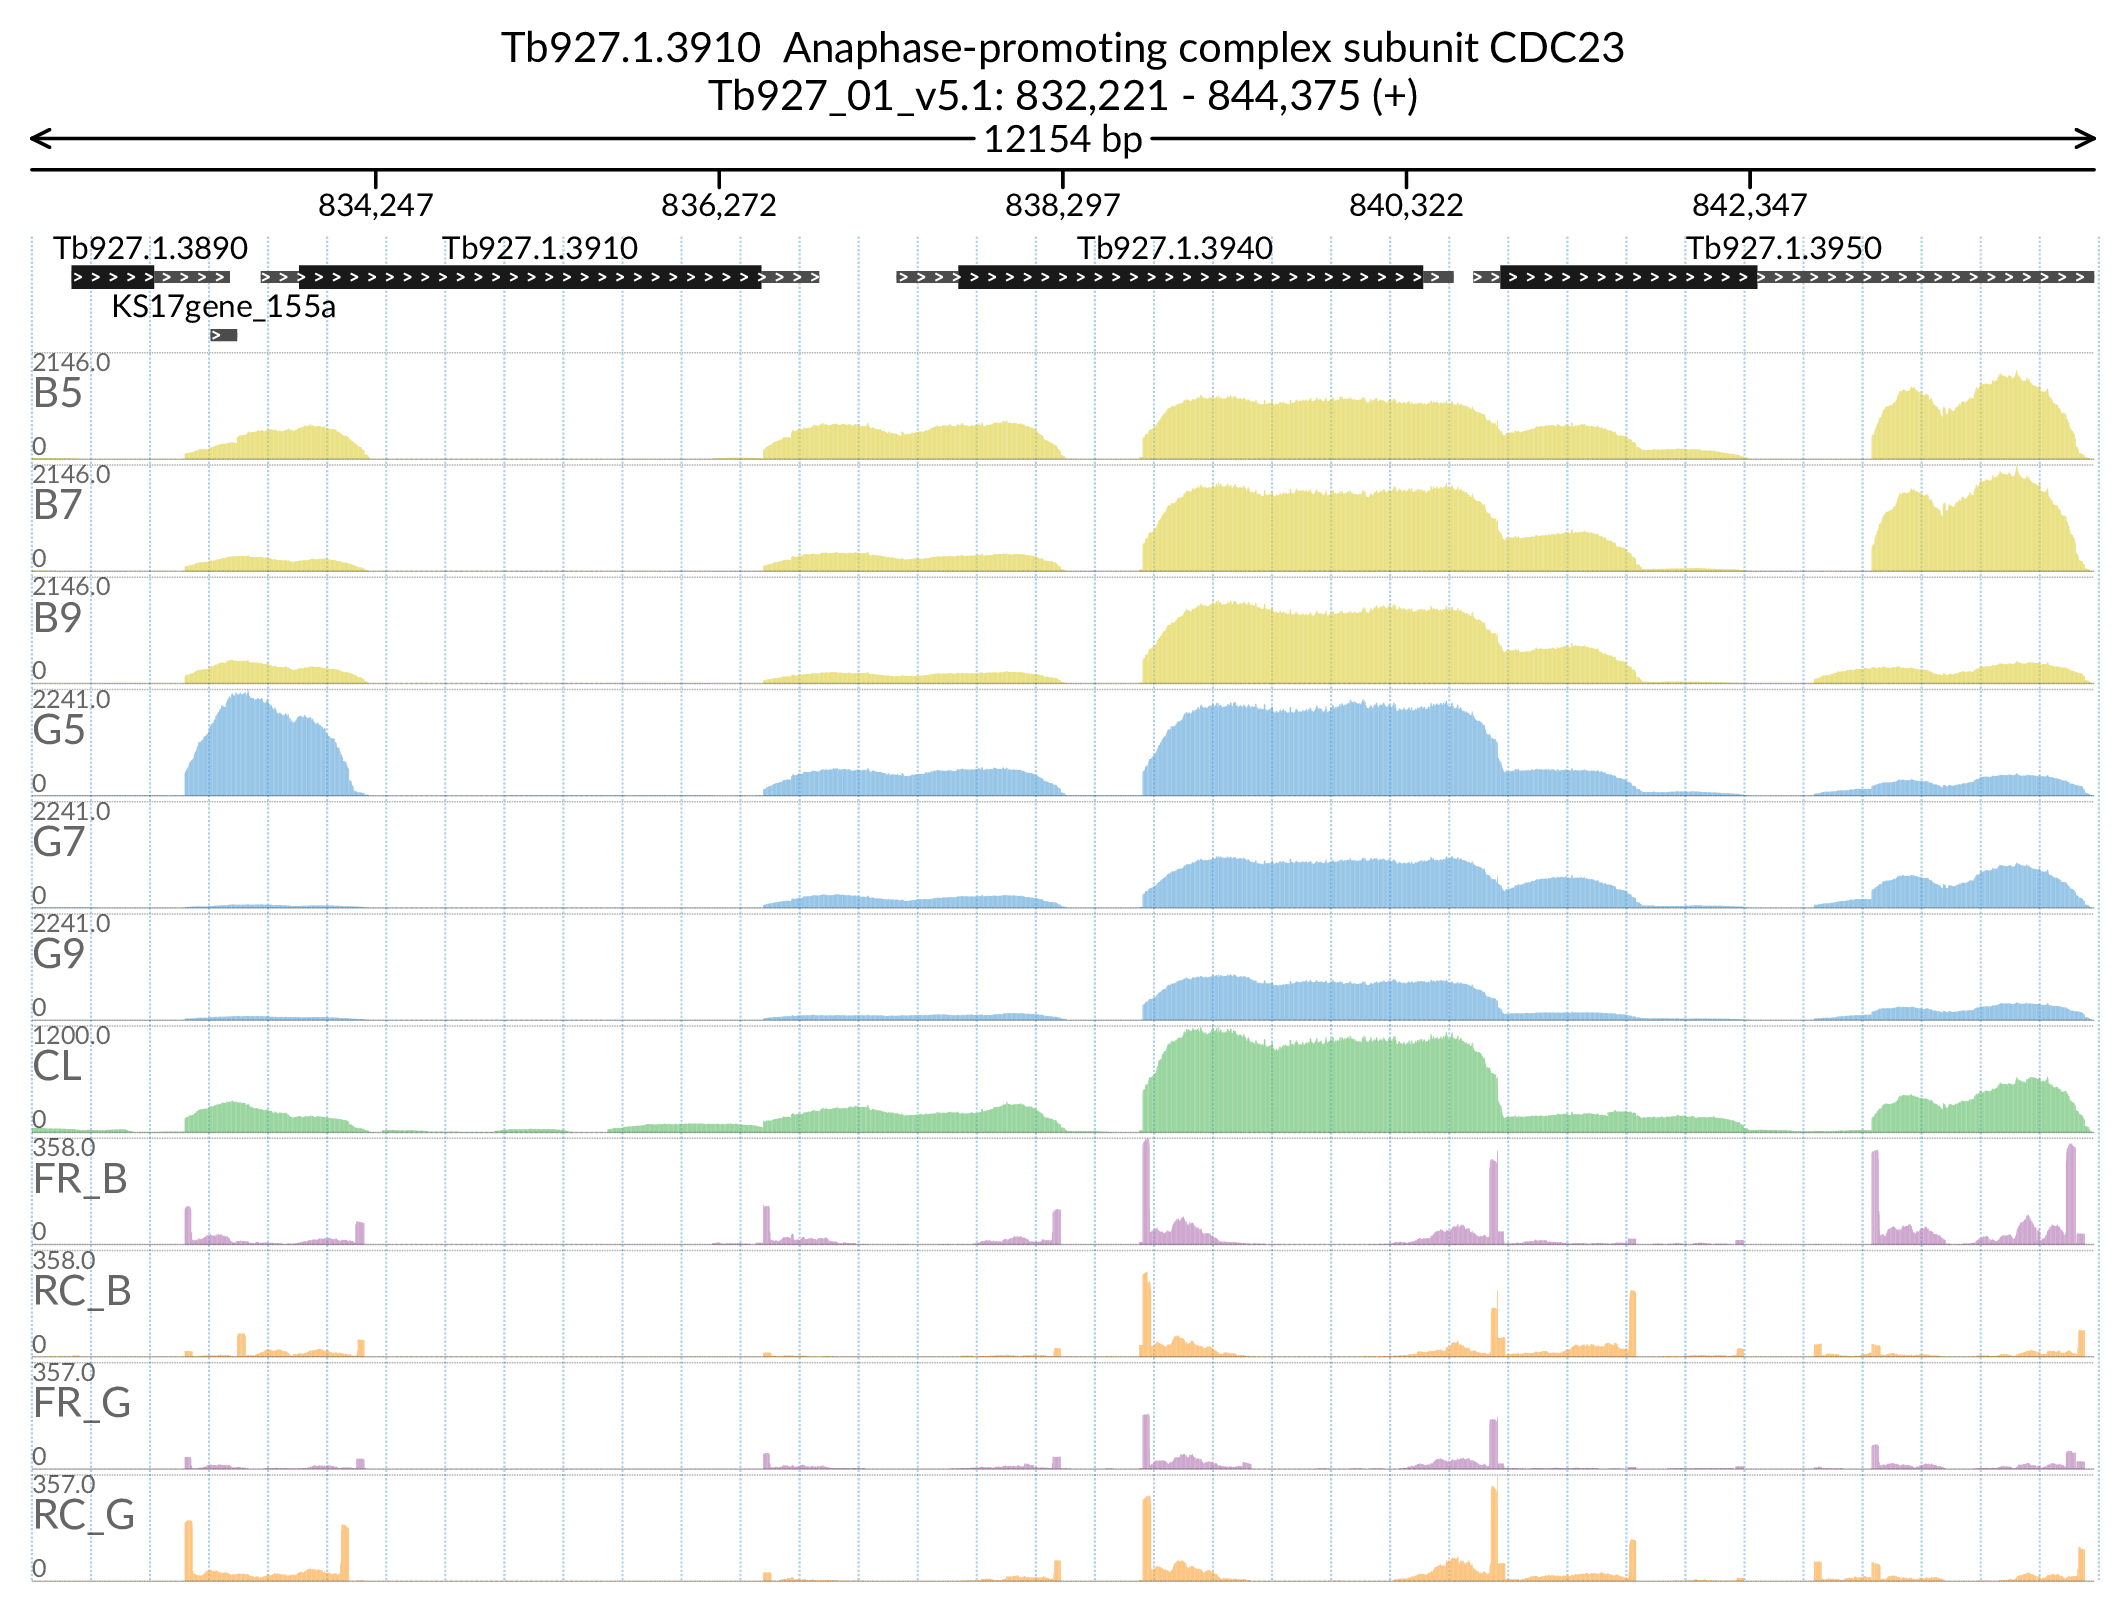 Tb927.1.3910  Anaphase-promoting complex subunit CDC23
Tb927_01_v5.1: 832,221 - 844,375 (+)
12154 bp
834,247 836,272 838,297 840,322 842,347
Tb927.1.3890 Tb927.1.3910 Tb927.1.3940 Tb927.1.3950
KS17gene_155a
2146.0
B5
0
2146.0
B7
0
2146.0
B9
0
2241.0
G5
0
2241.0
G7
0
2241.0
G9
0
1200.0
CL
0
358.0
FR_B
0
358.0
RC_B
0
357.0
FR_G
0
357.0
RC_G
0